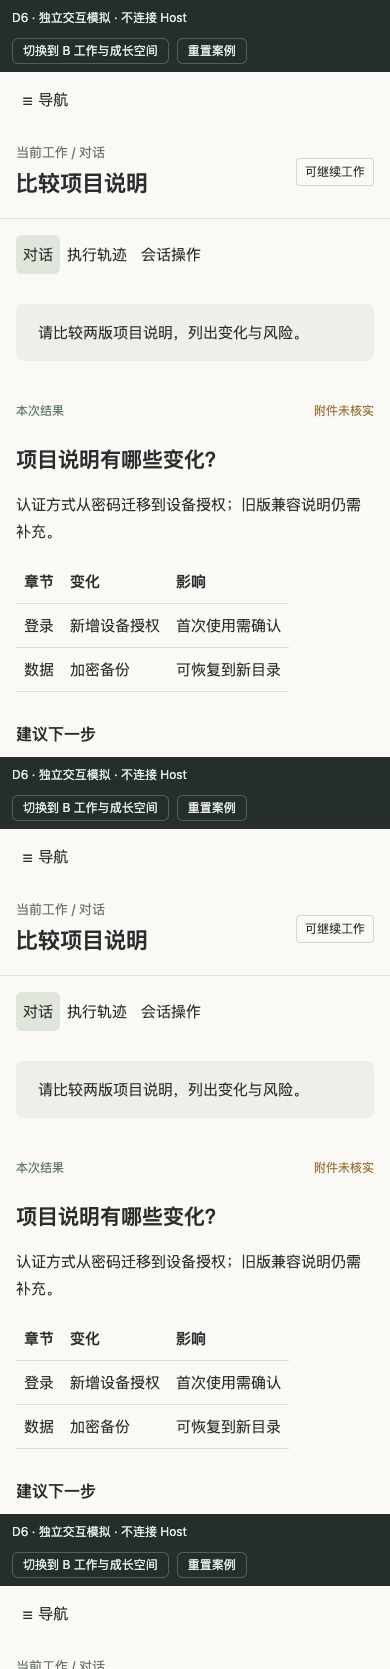 D6 · 独立交互模拟 · 不连接 Host
切换到 B 工作与成长空间 重置案例
≡ 导航
当前工作 / 对话
比较项目说明 可继续工作
对话 执行轨迹 会话操作
请比较两版项目说明，列出变化与风险。
本次结果 附件未核实
项目说明有哪些变化?
认证方式从密码迁移到设备授权；旧版兼容说明仍需
补充。
章节 变化 影响
登录 新增设备授权 首次使用需确认
数据 加密备份 可恢复到新目录
建议下一步
D6 · 独立交互模拟 · 不连接 Host
切换到 B 工作与成长空间 重置案例
≡ 导航
当前工作 / 对话
比较项目说明 可继续工作
对话 执行轨迹 会话操作
请比较两版项目说明，列出变化与风险。
本次结果 附件未核实
项目说明有哪些变化?
认证方式从密码迁移到设备授权；旧版兼容说明仍需
补充。
章节 变化 影响
登录 新增设备授权 首次使用需确认
数据 加密备份 可恢复到新目录
建议下一步
D6 · 独立交互模拟 · 不连接 Host
切换到 B 工作与成长空间 重置案例
≡ 导航
当前工作 / 对话